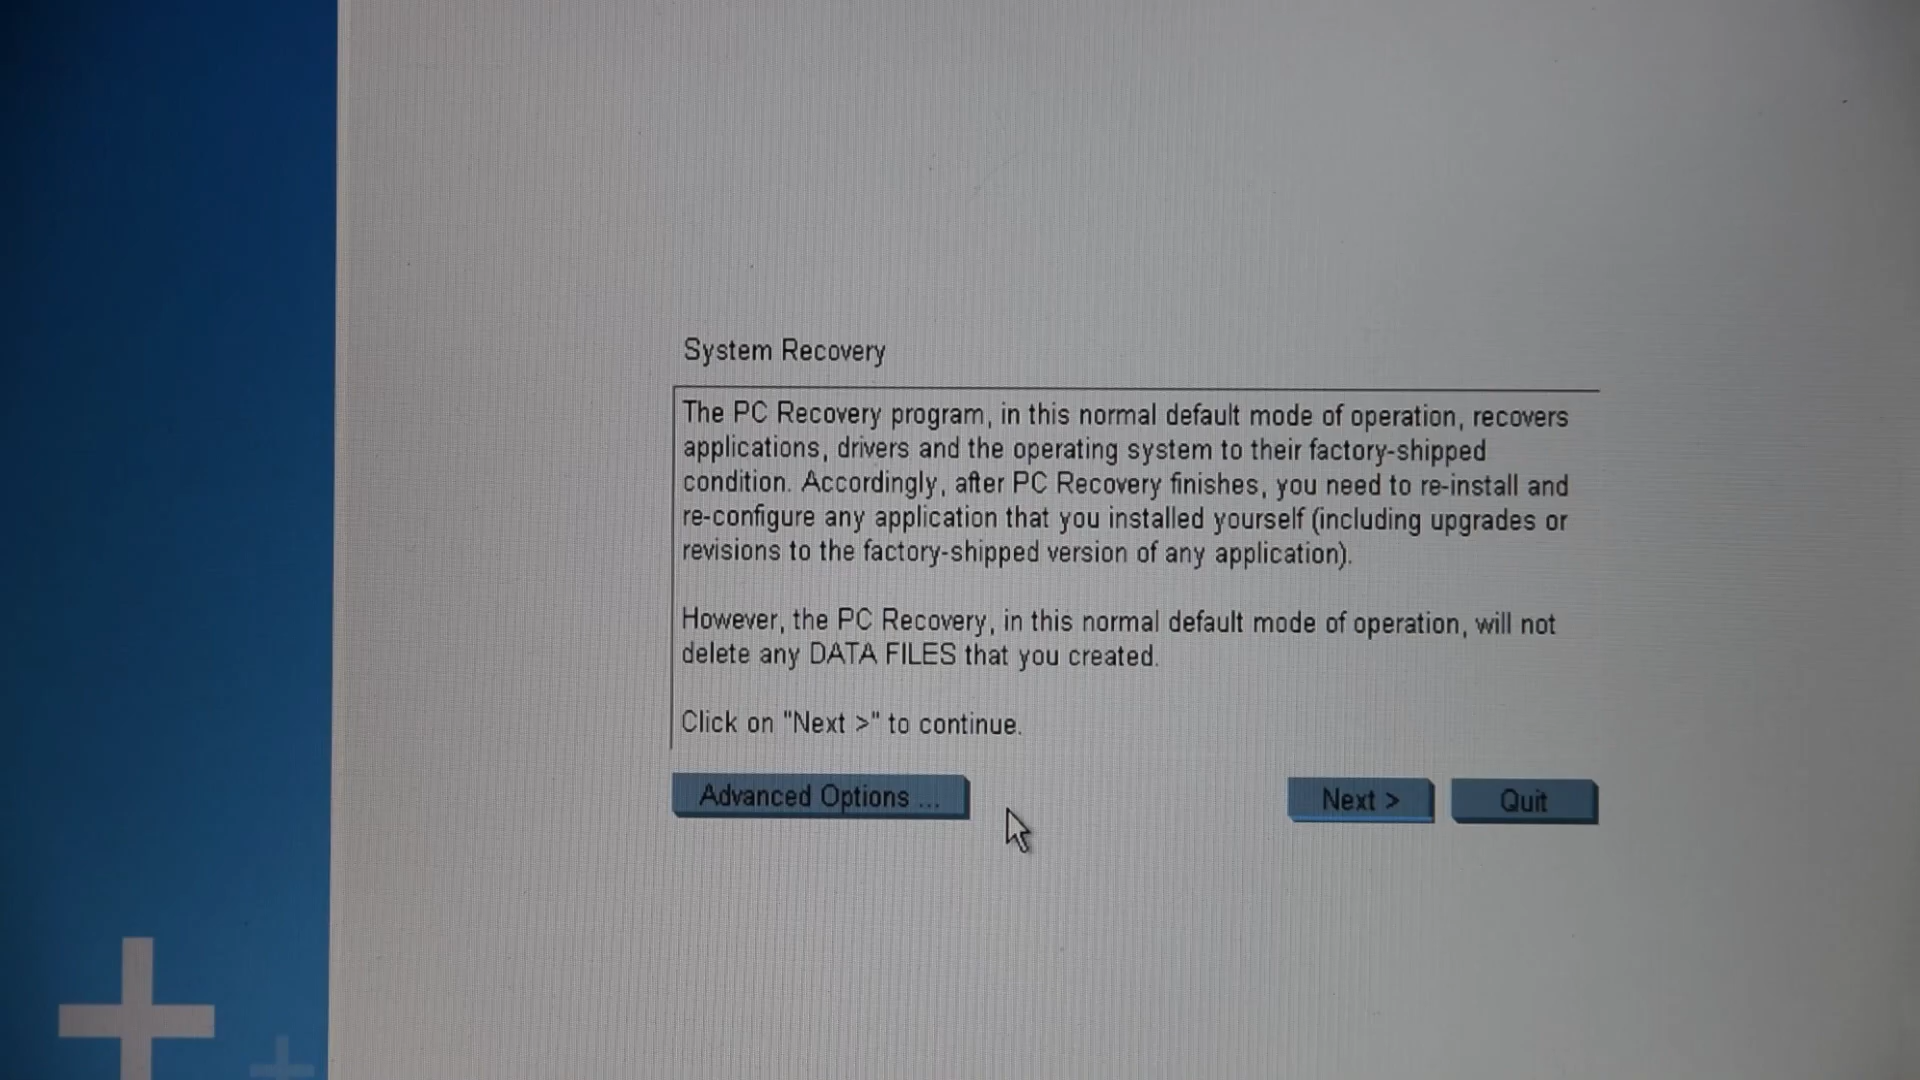 System Recovery
The PC Recovery program, in this normal default mode of operation, recovers
applications, drivers and the operating system to their factory-shipped
condition. Accordingly, after PC Recovery finishes, you need to re-install and
re-configure any application that you installed yourself (including upgrades or
revisions to the factory-shipped version of any application).
However, the PC Recovery, in this normal default mode of operation, will not
delete any DATA FILES that you created.
Click on "Next >" to continue.
Advanced Options ...
Next >
Quit